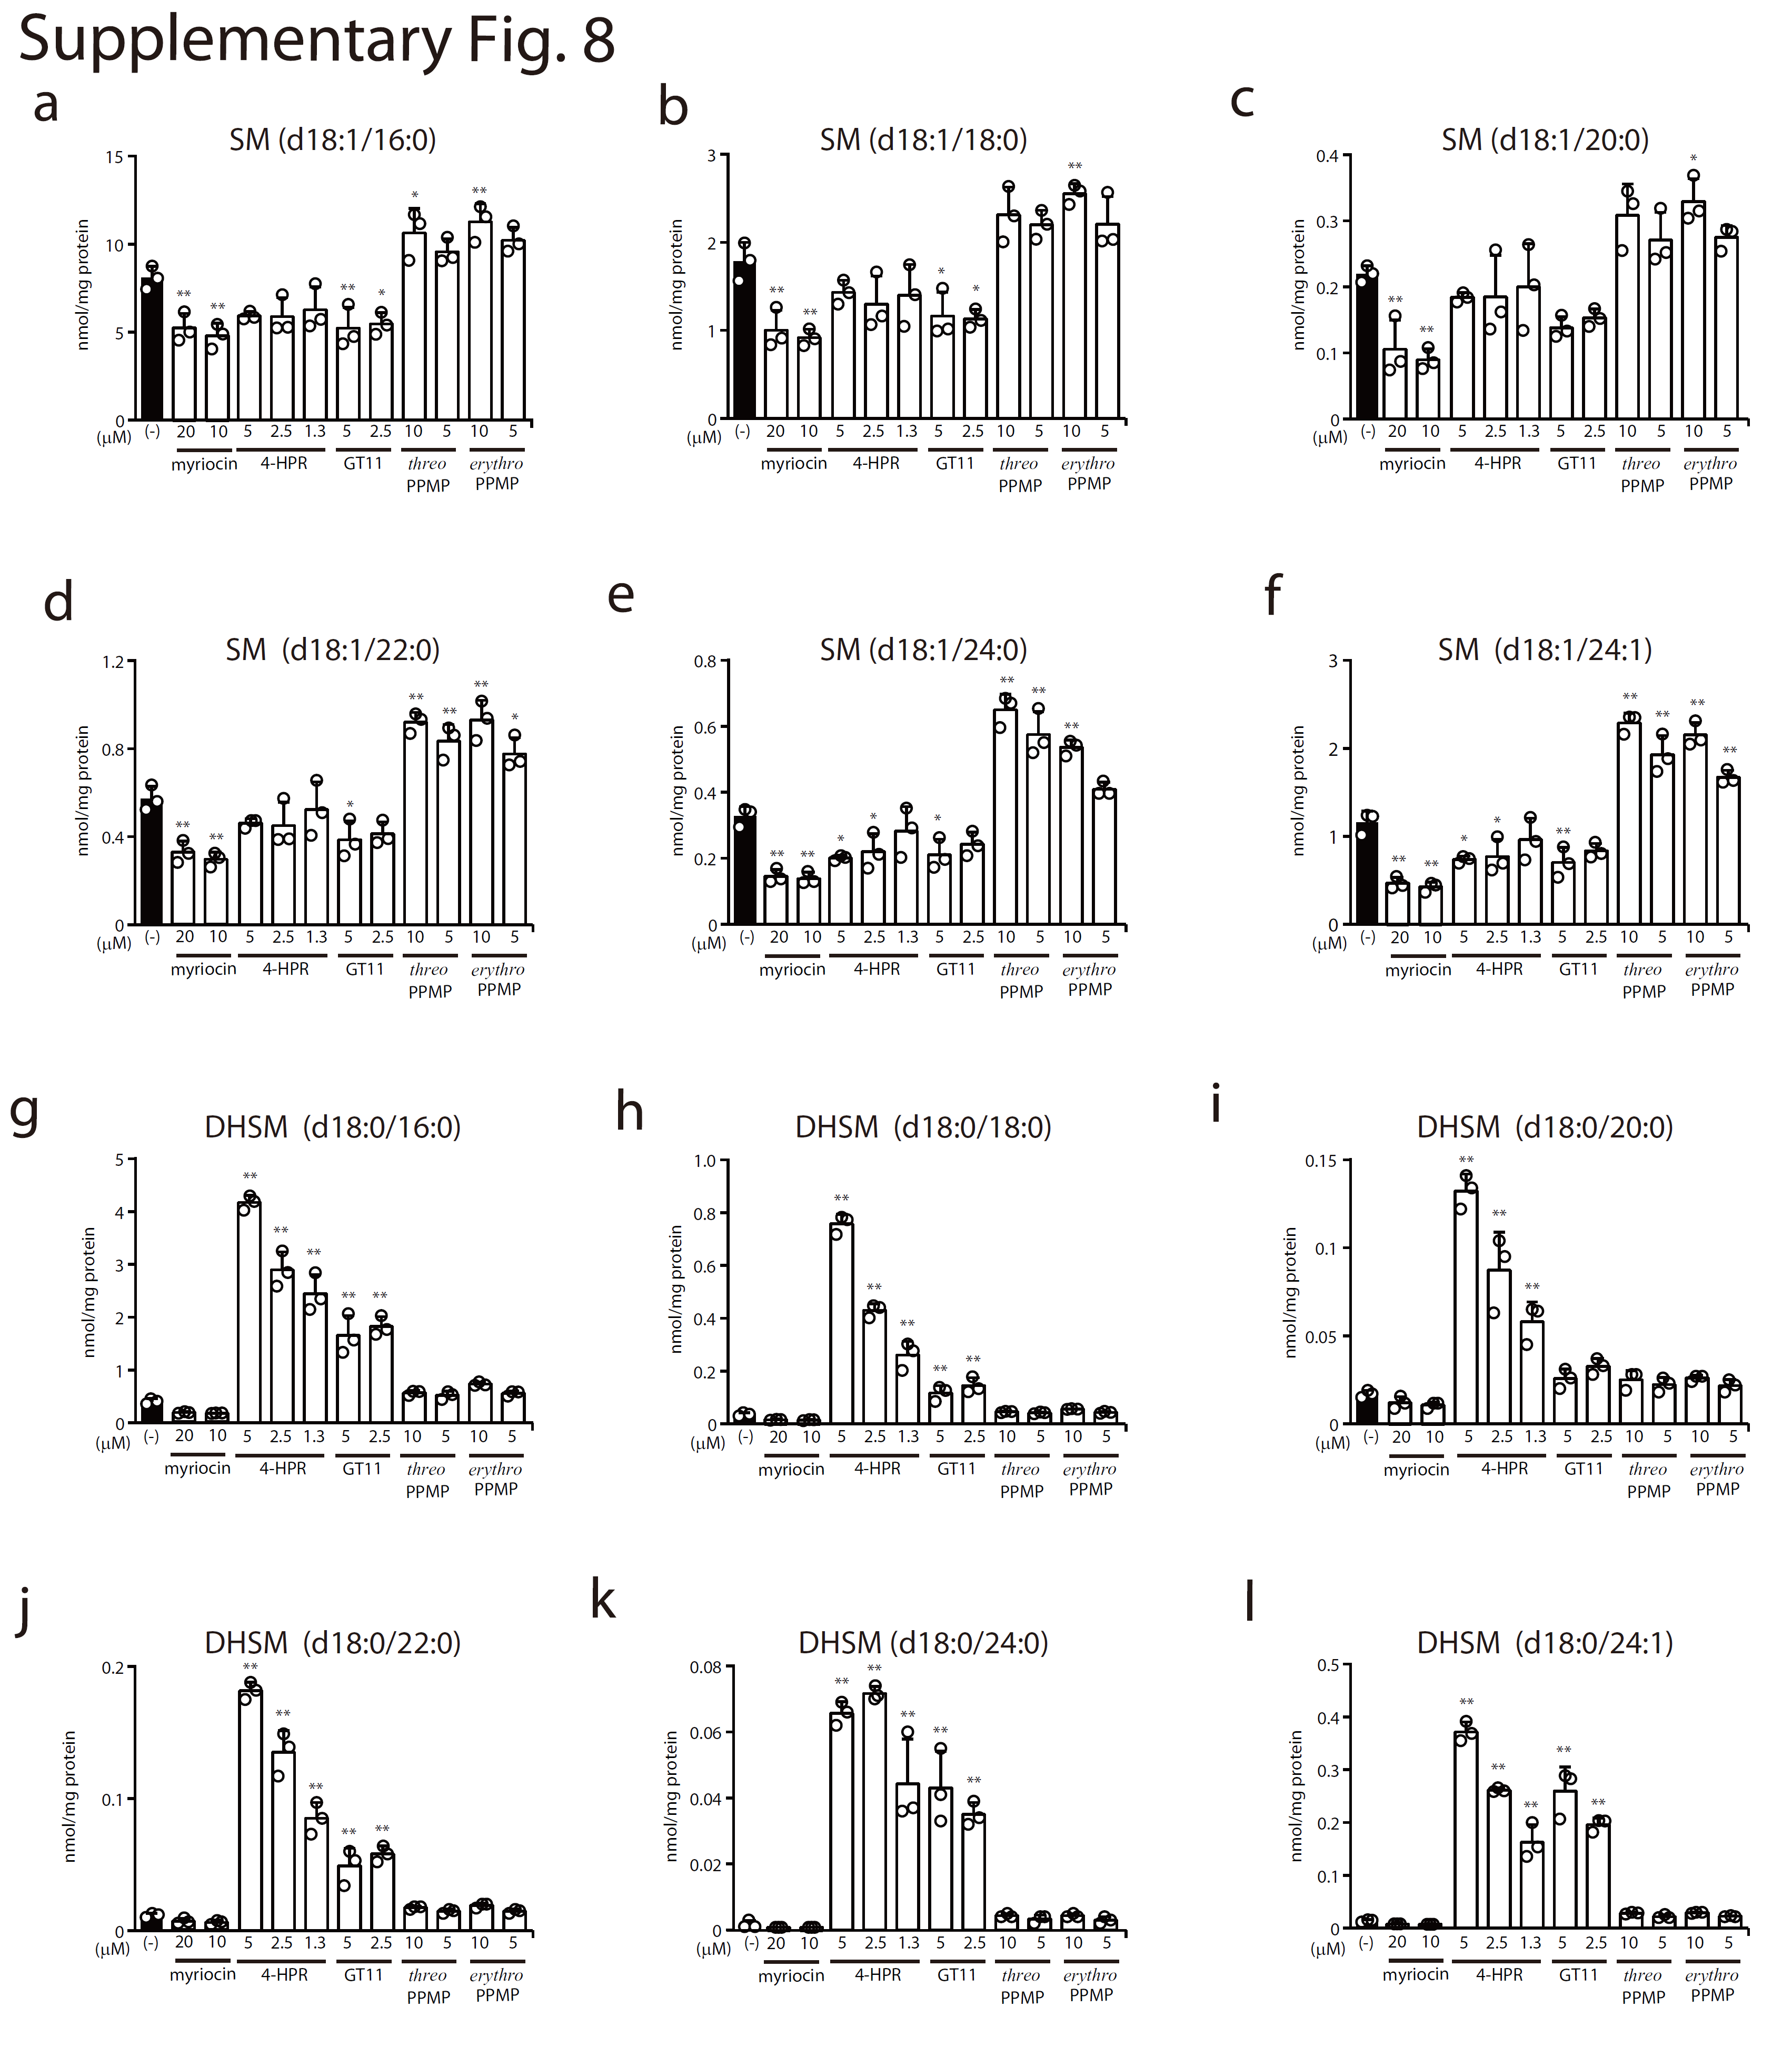 Supplementary Fig. 8
a
SM (d18:1/16:0)
nmol/mg protein
15
10
5
0
** ** ** * * **
(μM) (-) 20 10 5 2.5 1.3 5 2.5 10 5 10 5
myriocin 4-HPR GT11 threo PPMP erythro PPMP
b
SM (d18:1/18:0)
nmol/mg protein
3
2
1
0
** ** * * **
(μM) (-) 20 10 5 2.5 1.3 5 2.5 10 5 10 5
myriocin 4-HPR GT11 threo PPMP erythro PPMP
c
SM (d18:1/20:0)
nmol/mg protein
0.4
0.3
0.2
0.1
0
** ** *
(μM) (-) 20 10 5 2.5 1.3 5 2.5 10 5 10 5
myriocin 4-HPR GT11 threo PPMP erythro PPMP
d
SM (d18:1/22:0)
nmol/mg protein
1.2
0.8
0.4
0
** ** * ** ** ** *
(μM) (-) 20 10 5 2.5 1.3 5 2.5 10 5 10 5
myriocin 4-HPR GT11 threo PPMP erythro PPMP
e
SM (d18:1/24:0)
nmol/mg protein
0.8
0.6
0.4
0.2
0
** ** * * * ** ** **
(μM) (-) 20 10 5 2.5 1.3 5 2.5 10 5 10 5
myriocin 4-HPR GT11 threo PPMP erythro PPMP
f
SM (d18:1/24:1)
nmol/mg protein
3
2
1
0
** ** * * ** ** ** ** **
(μM) (-) 20 10 5 2.5 1.3 5 2.5 10 5 10 5
myriocin 4-HPR GT11 threo PPMP erythro PPMP
g
DHSM (d18:0/16:0)
nmol/mg protein
5
4
3
2
1
0
** ** ** ** **
(μM) (-) 20 10 5 2.5 1.3 5 2.5 10 5 10 5
myriocin 4-HPR GT11 threo PPMP erythro PPMP
h
DHSM (d18:0/18:0)
nmol/mg protein
1.0
0.8
0.6
0.4
0.2
0
** ** ** ** **
(μM) (-) 20 10 5 2.5 1.3 5 2.5 10 5 10 5
myriocin 4-HPR GT11 threo PPMP erythro PPMP
i
DHSM (d18:0/20:0)
nmol/mg protein
0.15
0.1
0.05
0
** ** **
(μM) (-) 20 10 5 2.5 1.3 5 2.5 10 5 10 5
myriocin 4-HPR GT11 threo PPMP erythro PPMP
j
DHSM (d18:0/22:0)
nmol/mg protein
0.2
0.1
0
** ** ** ** **
(μM) (-) 20 10 5 2.5 1.3 5 2.5 10 5 10 5
myriocin 4-HPR GT11 threo PPMP erythro PPMP
k
DHSM (d18:0/24:0)
nmol/mg protein
0.08
0.06
0.04
0.02
0
** ** ** ** **
(μM) (-) 20 10 5 2.5 1.3 5 2.5 10 5 10 5
myriocin 4-HPR GT11 threo PPMP erythro PPMP
l
DHSM (d18:0/24:1)
nmol/mg protein
0.5
0.4
0.3
0.2
0.1
0
** ** ** ** **
(μM) (-) 20 10 5 2.5 1.3 5 2.5 10 5 10 5
myriocin 4-HPR GT11 threo PPMP erythro PPMP